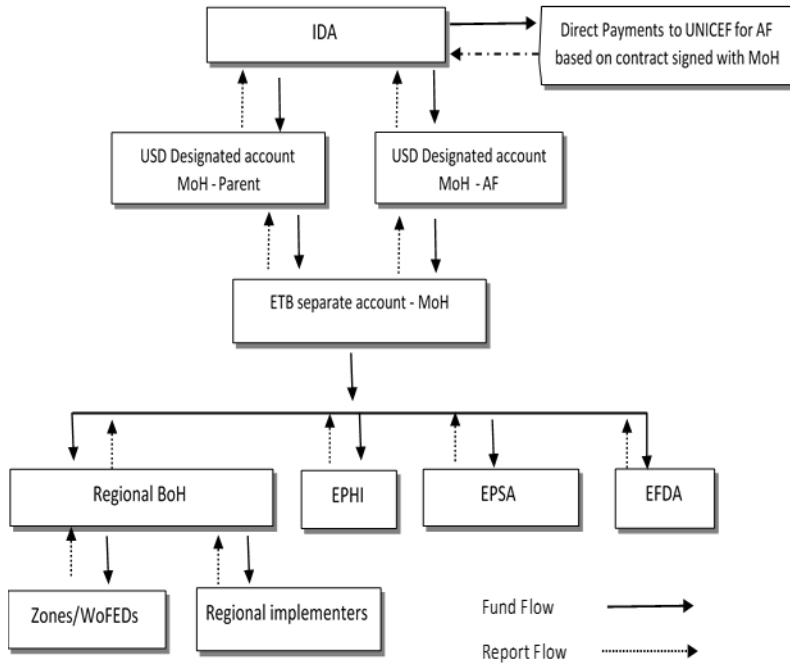 IDA
Direct Payments to UNICEF for AF
based on contract signed with MoH
USD Designated account
MoH - Parent
USD Designated account
MoH - AF
ETB separate account - MoH
Regional BoH
EPHI
EPSA
EFDA
Zones/WoFEDs
Regional implementers
Fund Flow
Report Flow